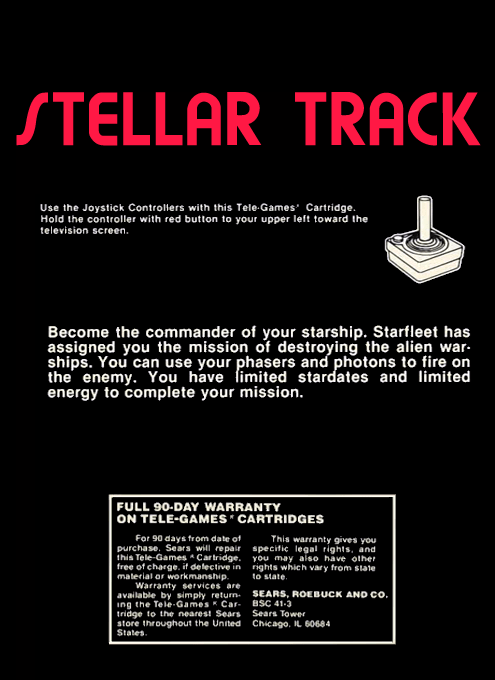 STELLAR TRACK
Use the Joystick Controllers with this Tele-Games* Cartridge.
Hold the controller with red button to your upper left toward the
television screen.
Become the commander of your starship. Starfleet has
assigned you the mission of destroying the alien war-
ships. You can use your phasers and photons to fire on
the enemy. You have limited stardates and limited
energy to complete your mission.
FULL 90-DAY WARRANTY
ON TELE-GAMES* CARTRIDGES
For 90 days from date of
purchase, Sears will repair
this Tele-Games* Cartridge,
free of charge, if defective in
material or workmanship.
Warranty services are
available by simply return-
ing the Tele-Games* Car-
tridge to the nearest Sears
store throughout the United
States.
This warranty gives you
specific legal rights, and
you may also have other
rights which vary from state
to state.
SEARS, ROEBUCK AND CO.
BSC 41-3
Sears Tower
Chicago, IL 60684